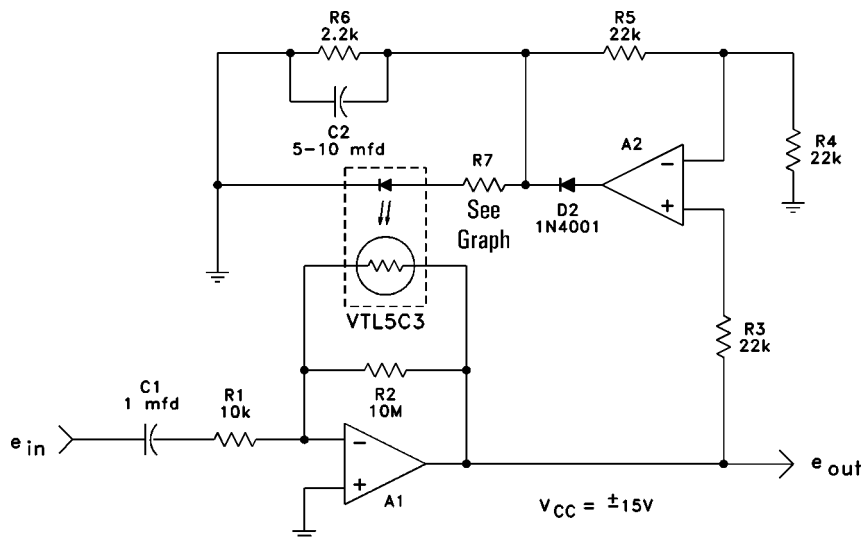 R6
2.2k
R5
22k
C2
5-10 mfd
A2
-
+
R4
22k
R7
See
Graph
D2
1N4001
VTL5C3
R3
22k
C1
1 mfd
R1
10k
R2
10M
-
+
A1
e in
e out
VCC = ±15V